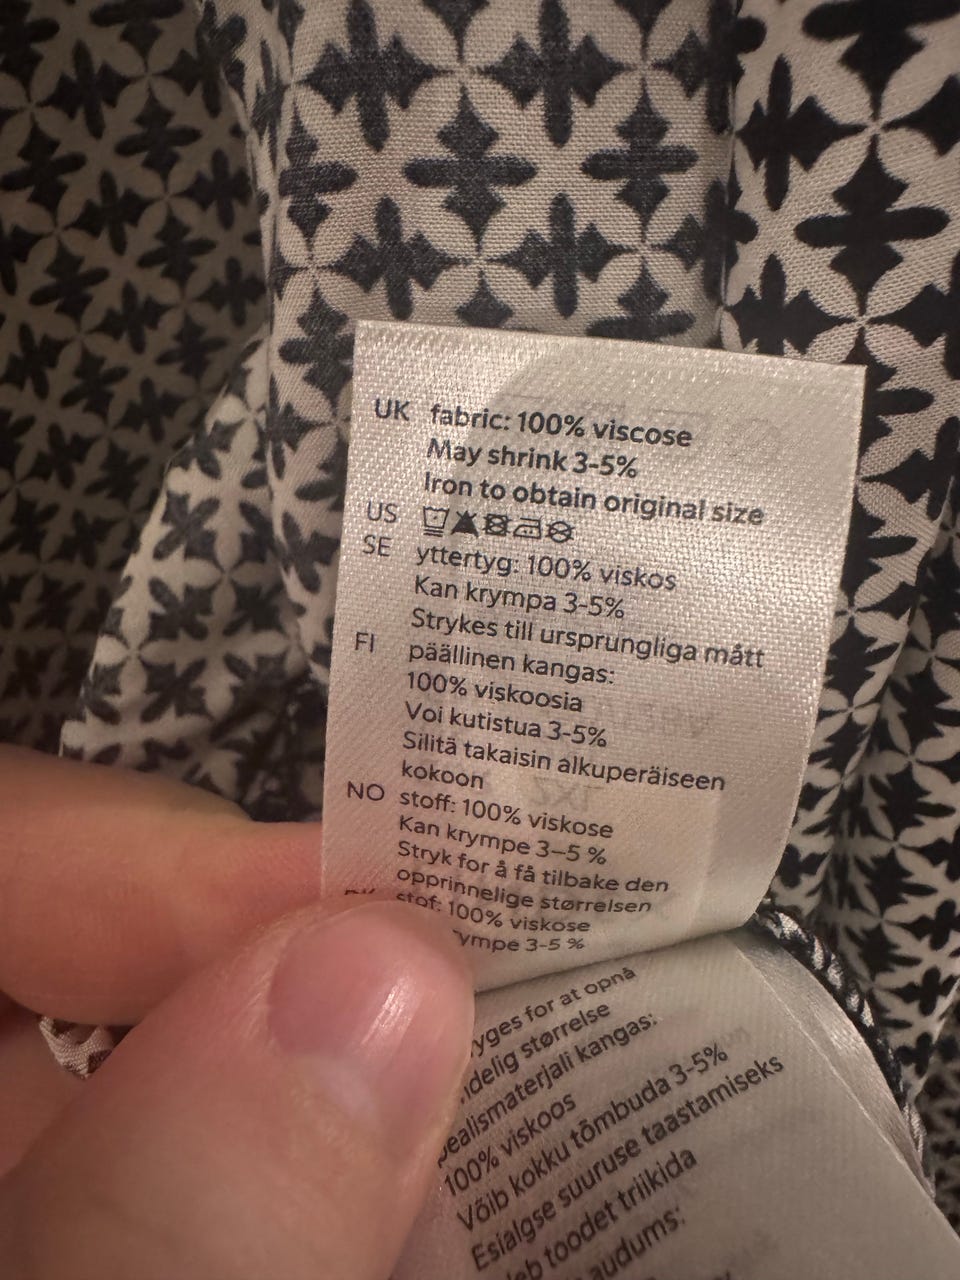 UK fabric: 100% viscose
May shrink 3-5%
Iron to obtain original size
US
SE yttertyg: 100% viskos
Kan krympa 3-5%
Strykes till ursprungliga mått
FI päällinen kangas:
100% viskoosia
Voi kutistua 3-5%
Silitä takaisin alkuperäiseen
kokoon
NO stoff: 100% viskose
Kan krympe 3–5 %
Stryk for å få tilbake den
opprinnelige størrelsen
stof: 100% viskose
3-5 %
for at opnå
størrelse
kangas:
100% viskoos
Võib kokku tõmbuda 3-5%
Esialgse suuruse taastamiseks
toodet triikida